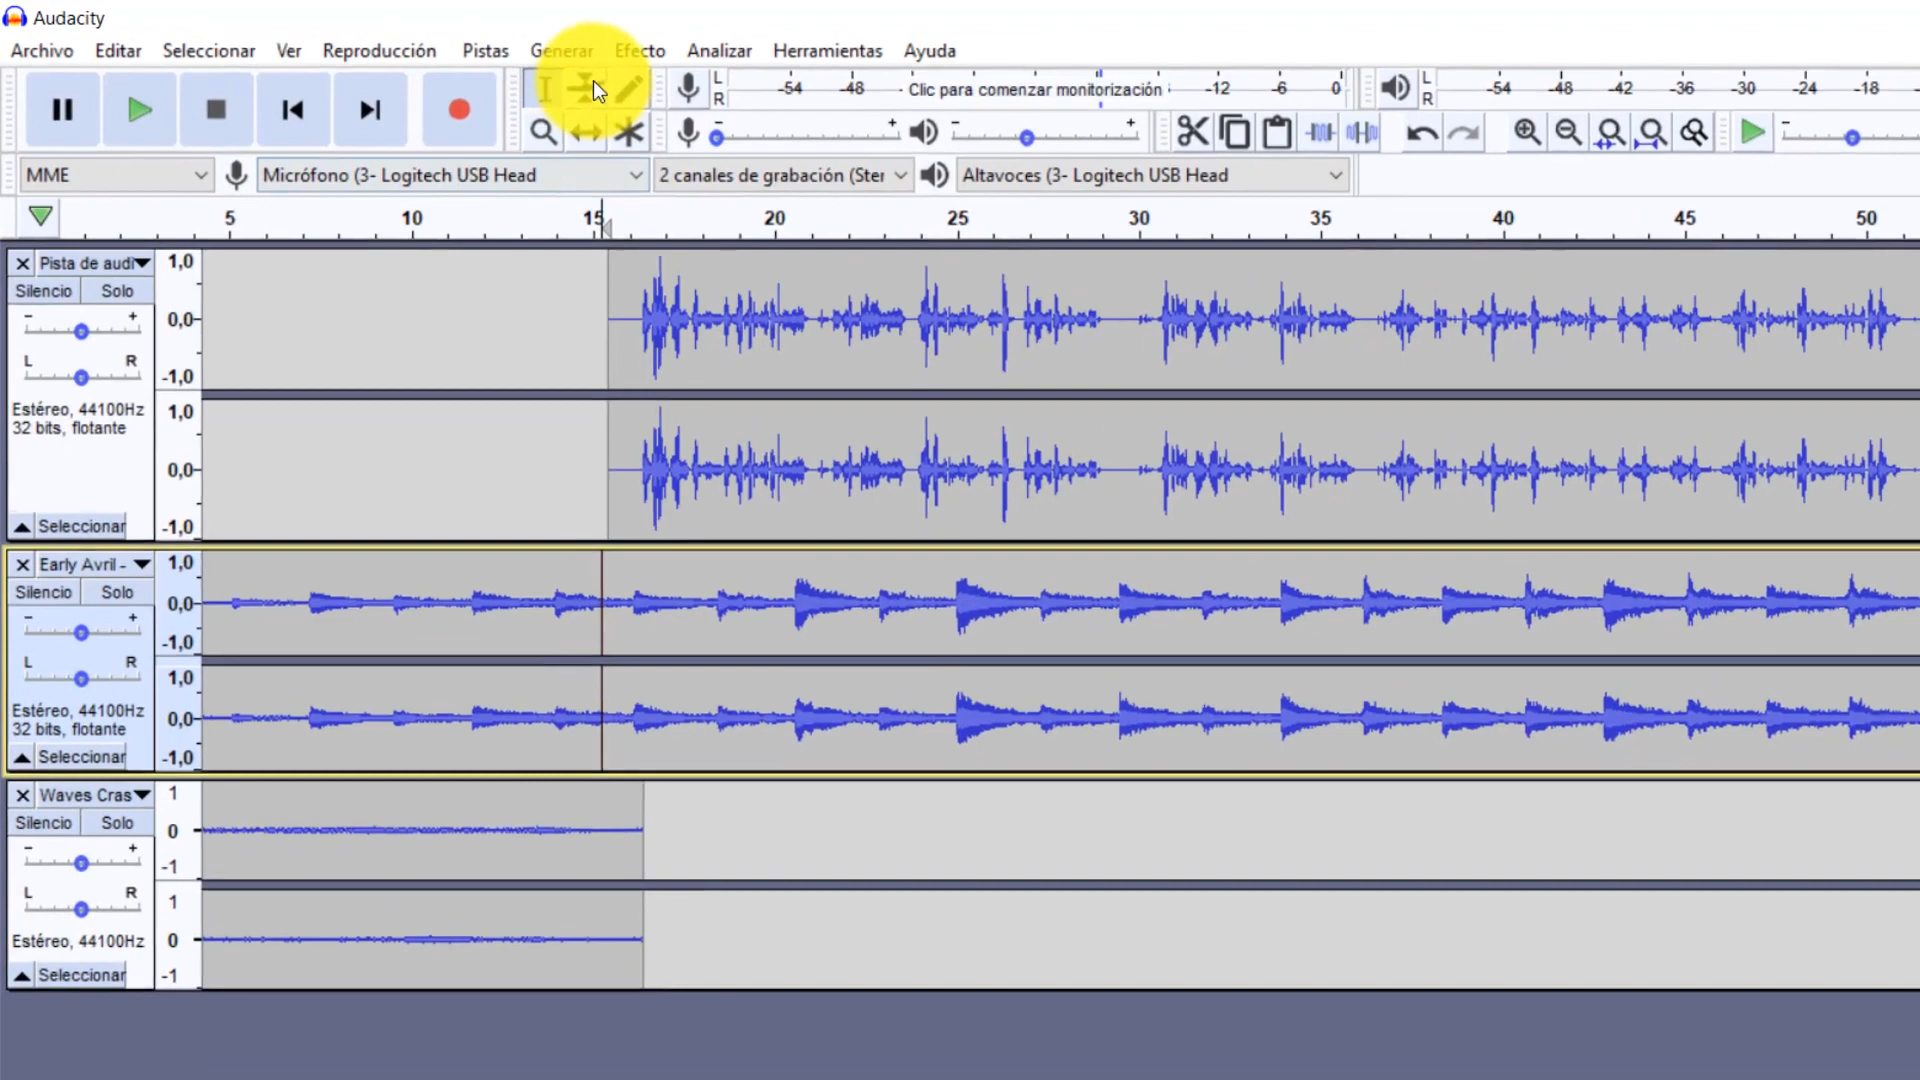 Audacity
Archivo Editar Seleccionar Ver Reproducción Pistas Generar Efecto Analizar Herramientas Ayuda
L
R
-54 -48 Clic para comenzar monitorización -12 -6 0
L
R
-54 -48 -42 -36 -30 -24 -18
- + - + -
MME Micrófono (3- Logitech USB Head 2 canales de grabación (Ster Altavoces (3- Logitech USB Head
5 10 15 20 25 30 35 40 45 50
Pista de audi
Silencio Solo
- +
L R
Estéreo, 44100Hz
32 bits, flotante
Seleccionar
1,0
0,0
-1,0
1,0
0,0
-1,0
Early Avril -
Silencio Solo
- +
L R
Estéreo, 44100Hz
32 bits, flotante
Seleccionar
1,0
0,0
-1,0
1,0
0,0
-1,0
Waves Cras
Silencio Solo
- +
L R
Estéreo, 44100Hz
Seleccionar
1
0
-1
1
0
-1